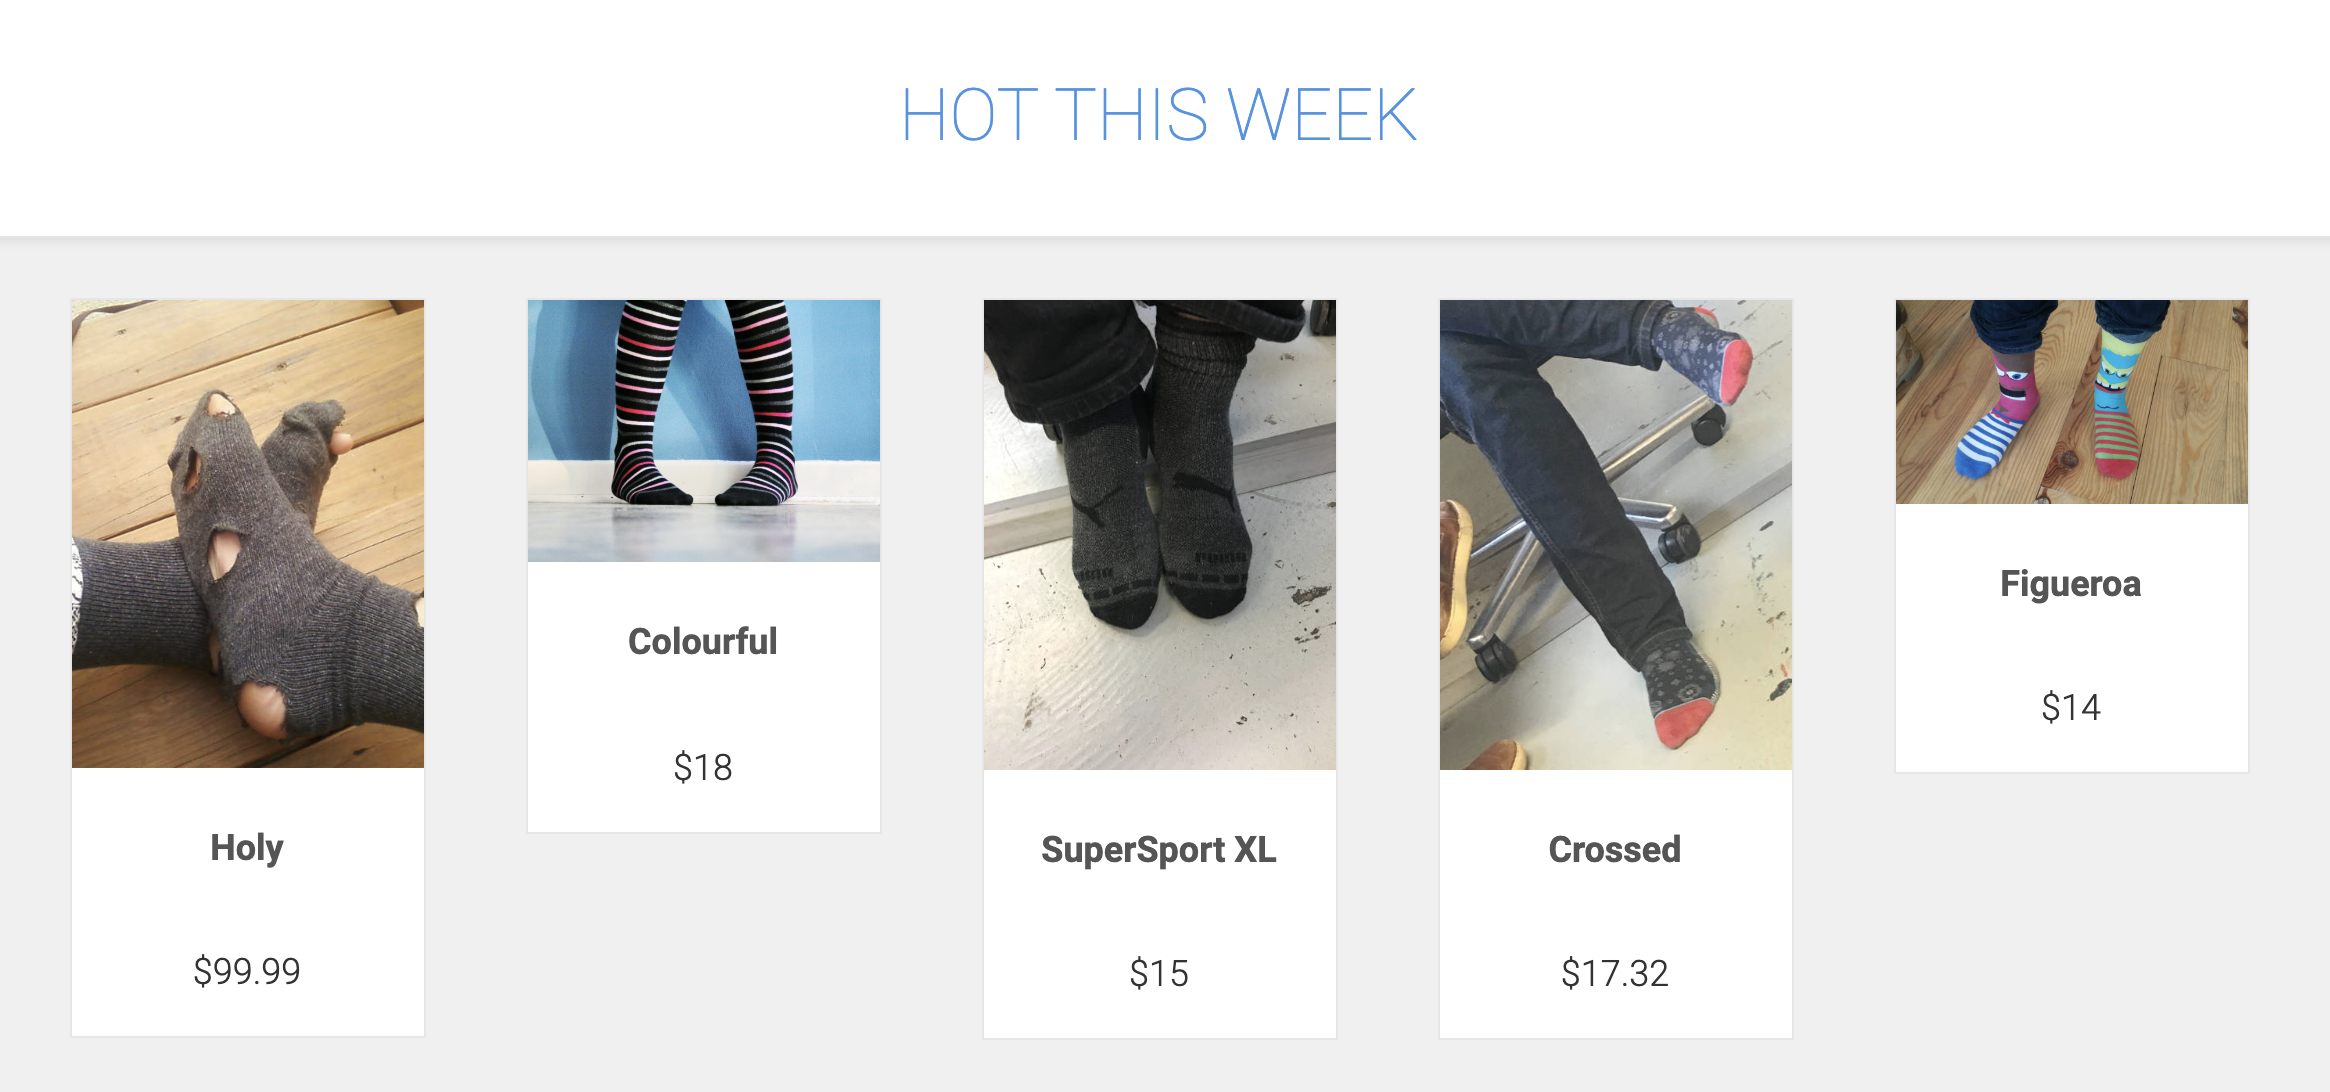 HOT THIS WEEK
Holy
$99.99
Colourful
$18
SuperSport XL
$15
Crossed
$17.32
Figueroa
$14